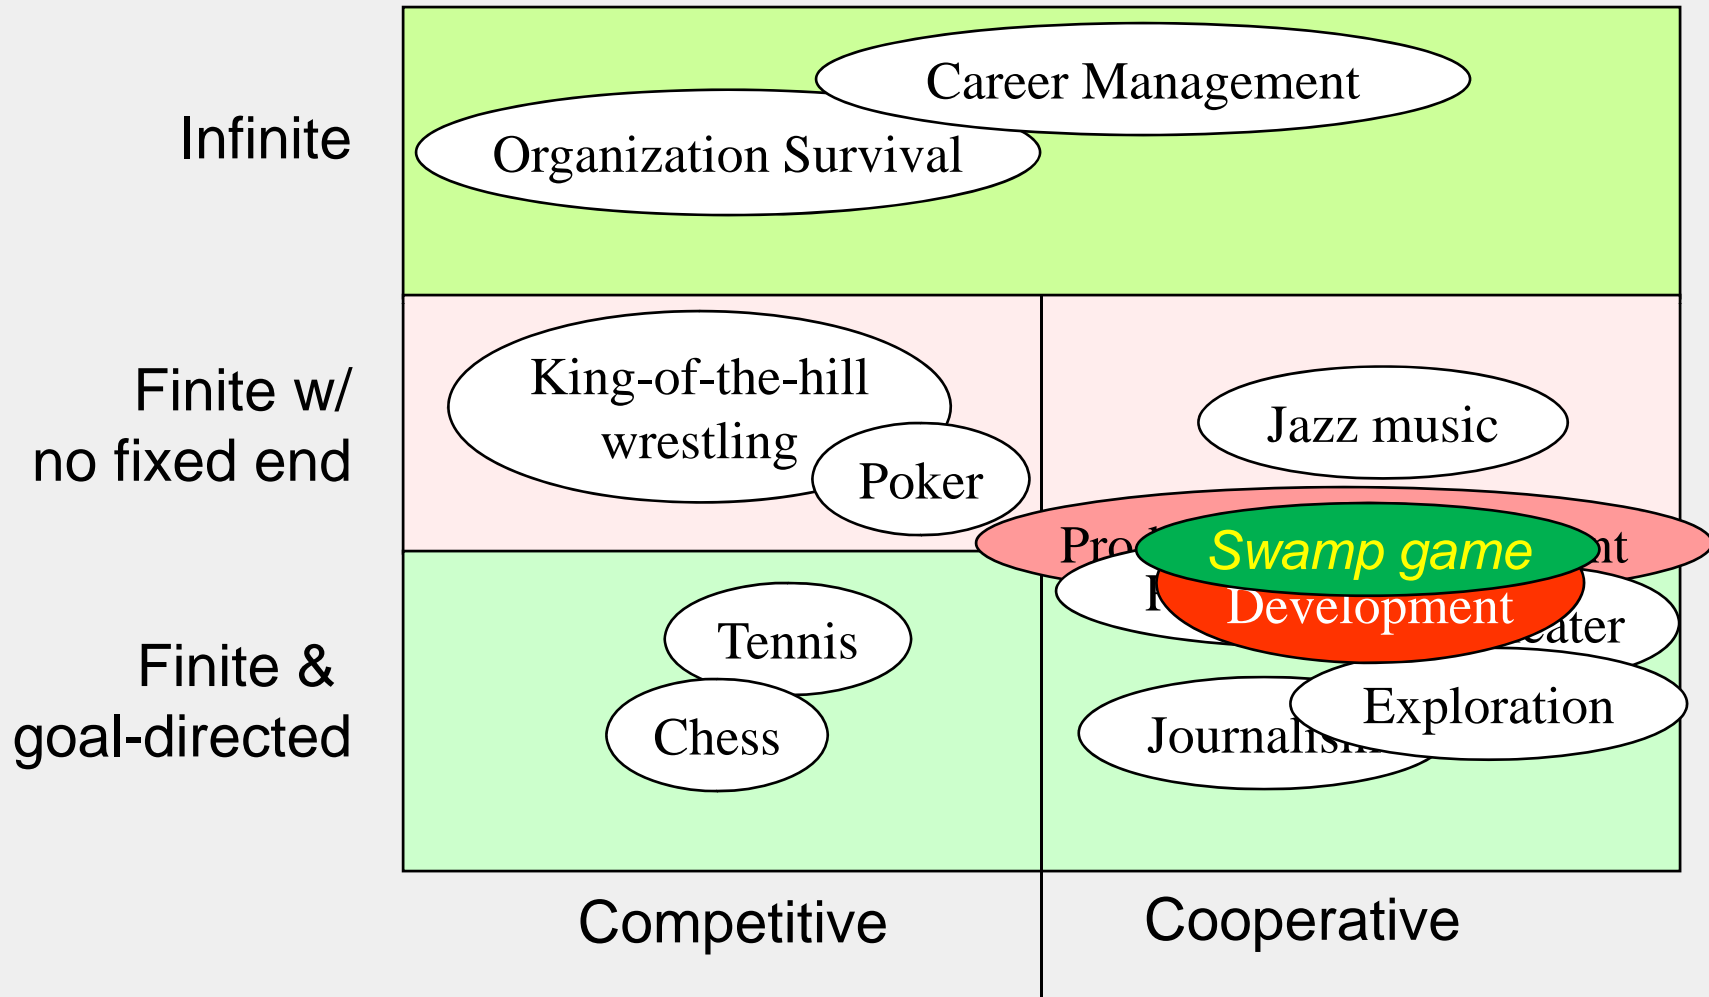 Career Management
Infinite
Organization Survival
Finite w/
no fixed end
King-of-the-hill
wrestling
Jazz music
Poker
Swamp game
Development
Finite &
goal-directed
Tennis
Exploration
Chess
Competitive
Cooperative